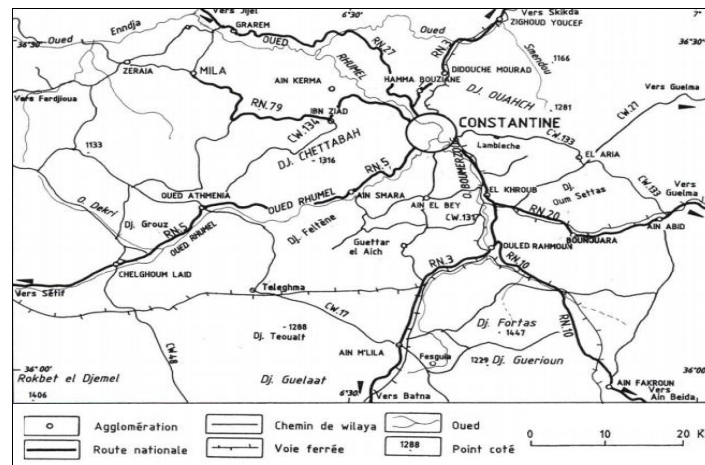 Vers Jijel
6°30
Vers Skikda
7°
36°30
Oued
Enndja
GRAREM
OUED
RHUMEL
RN.27
Oued
RN.3
ZIGHOUD YOUCEF
36°30
ZERAIA
MILA
AIN KERMA
HAMMA BOUZIANE
DIDOUCHE MOURAD
Smendou
1166
Vers Ferdjioua
RN.79
IBN ZIAD
DJ. OUAHCH
1281
Vers Guelma
CW.27
CONSTANTINE
CW.134
CW.133
1133
DJ. CHETTABAH
1316
RN.5
Lambleche
EL ARIA
O. BOUMERZOUG
O. Dekri
OUED ATHMENIA
OUED RHUMEL
AIN SMARA
AIN EL BEY
EL KHROUB
Dj.
Oum Settas
CW.133
Vers
Guelma
Dj. Grouz
RN.5
OUED RHUMEL
Dj. Feltène
CW.131
RN.20
BOUNOUARA
AIN ABID
Guettar
el Aich
OULED RAHMOUN
CHELGHOUM LAID
RN.3
RN.10
Vers Sétif
Teleghma
CW.17
Dj. Fortas
1447
RN.10
1288
Dj. Teoualt
CW.48
AIN M'LILA
Fesguia
1229
Dj. Guerioun
36°00
36°00
Rokbet el Djemel
Dj. Guelaat
AIN FAKROUN
1406
6°30
Vers Batna
Vers
Ain Beida
Agglomération
Chemin de wilaya
Oued
Route nationale
Voie ferrée
1288
Point coté
0
10
20 K